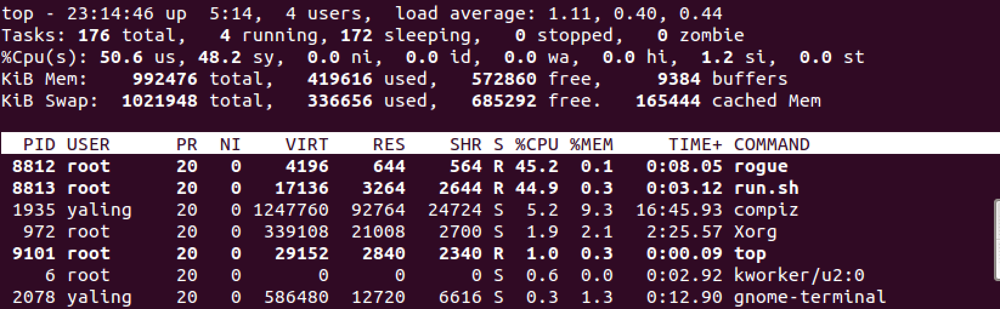 top - 23:14:46 up  5:14,  4 users,  load average: 1.11, 0.40, 0.44
Tasks: 176 total,   4 running, 172 sleeping,   0 stopped,   0 zombie
%Cpu(s): 50.6 us, 48.2 sy,  0.0 ni,  0.0 id,  0.0 wa,  0.0 hi,  1.2 si,  0.0 st
KiB Mem:    992476 total,   419616 used,   572860 free,     9384 buffers
KiB Swap:  1021948 total,   336656 used,   685292 free.   165444 cached Mem
  PID USER      PR  NI    VIRT    RES    SHR S %CPU %MEM     TIME+ COMMAND
 8812 root      20   0    4196    644    564 R 45.2  0.1   0:08.05 rogue
 8813 root      20   0   17136   3264   2644 R 44.9  0.3   0:03.12 run.sh
 1935 yaling    20   0 1247760  92764  24724 S  5.2  9.3  16:45.93 compiz
  972 root      20   0  339108  21008   2700 S  1.9  2.1   2:25.57 Xorg
 9101 root      20   0   29152   2840   2340 R  1.0  0.3   0:00.09 top
    6 root      20   0       0      0      0 S  0.6  0.0   0:02.92 kworker/u2:0
 2078 yaling    20   0  586480  12720   6616 S  0.3  1.3   0:12.90 gnome-terminal